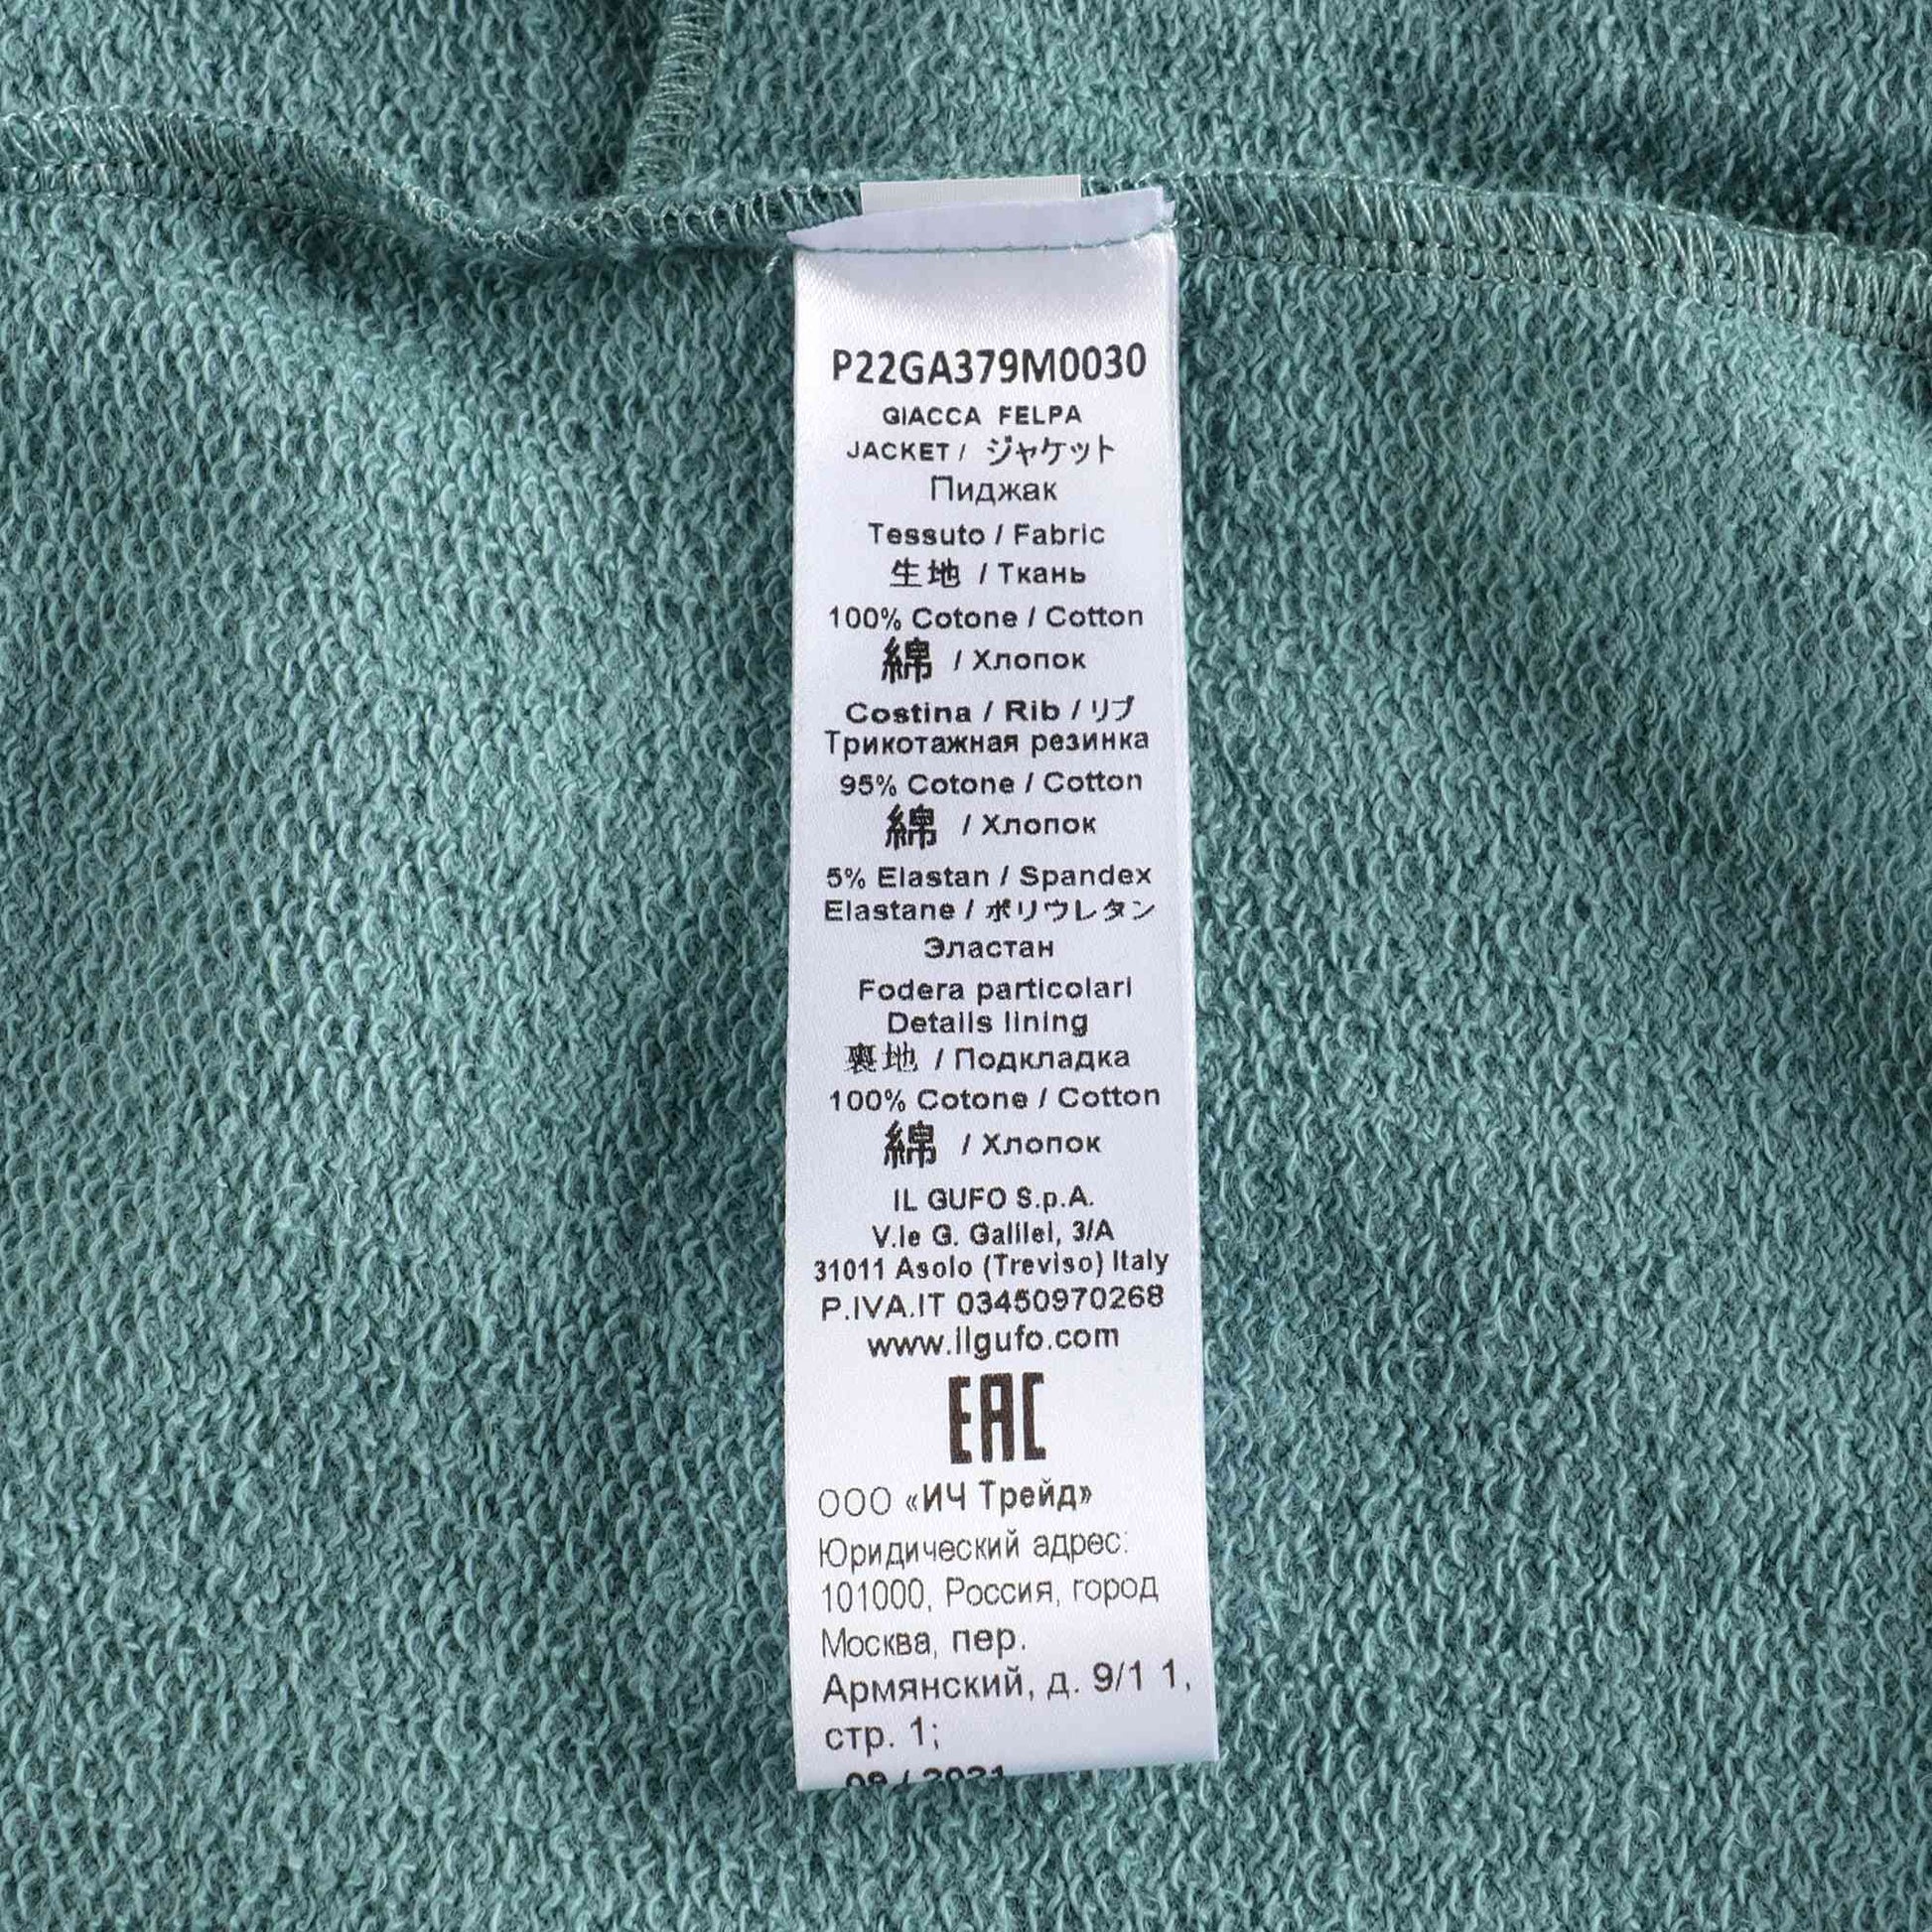 P22GA379M0030
GIACCA FELPA
JACKET / ジャケット
Пиджак
Tessuto / Fabric
生地 / Ткань
100% Cotone / Cotton
綿 / Хлопок
Costina / Rib / リブ
Трикотажная резинка
95% Cotone / Cotton
綿 / Хлопок
5% Elastan / Spandex
Elastane / ポリウレタン
Эластан
Fodera particolari
Details lining
裏地 / Подкладка
100% Cotone / Cotton
綿 / Хлопок
IL GUFO S.p.A.
V.le G. Galilei, 3/A
31011 Asolo (Treviso) Italy
P.IVA.IT 03450970268
www.ilgufo.com
EAC
ООО «ИЧ Трейд»
Юридический адрес:
101000, Россия, город
Москва, пер.
Армянский, д. 9/1 1,
стр. 1;
09 / 2021